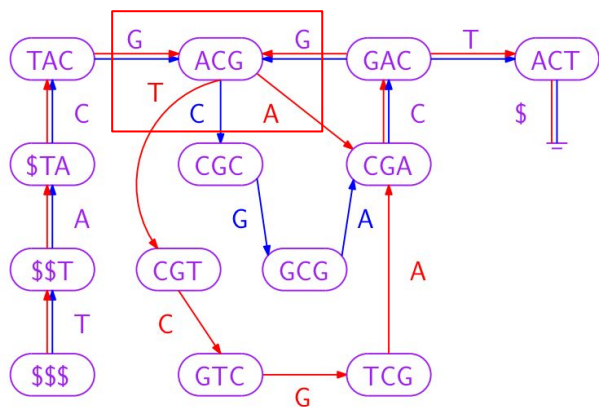 G G T
TAC ACG GAC ACT
T
C C A C $
$TA CGC CGA
A G A
$$T CGT GCG A
T C
$$$ GTC TCG
G